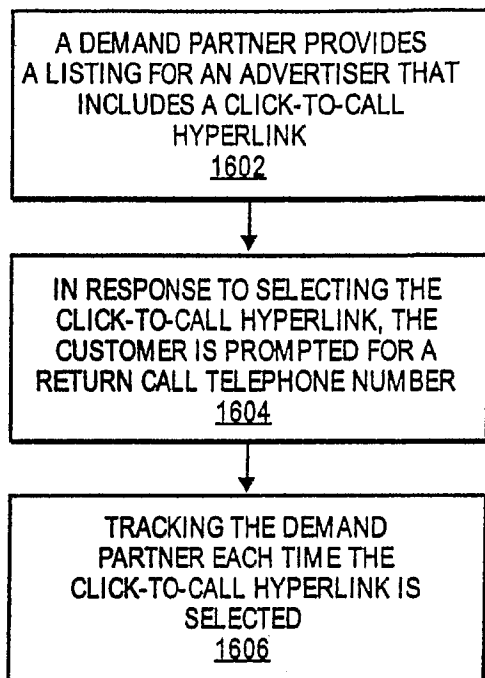 A DEMAND PARTNER PROVIDES
A LISTING FOR AN ADVERTISER THAT
INCLUDES A CLICK-TO-CALL
HYPERLINK
1602
IN RESPONSE TO SELECTING THE
CLICK-TO-CALL HYPERLINK, THE
CUSTOMER IS PROMPTED FOR A
RETURN CALL TELEPHONE NUMBER
1604
TRACKING THE DEMAND
PARTNER EACH TIME THE
CLICK-TO-CALL HYPERLINK IS
SELECTED
1606